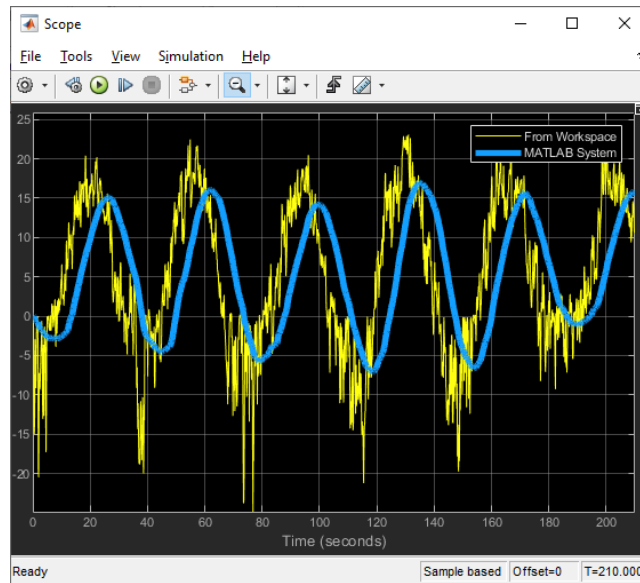 Scope
File Tools View Simulation Help
From Workspace
MATLAB System
25
20
15
10
5
0
-5
-10
-15
-20
0 20 40 60 80 100 120 140 160 180 200
Time (seconds)
Ready Sample based Offset=0 T=210.000